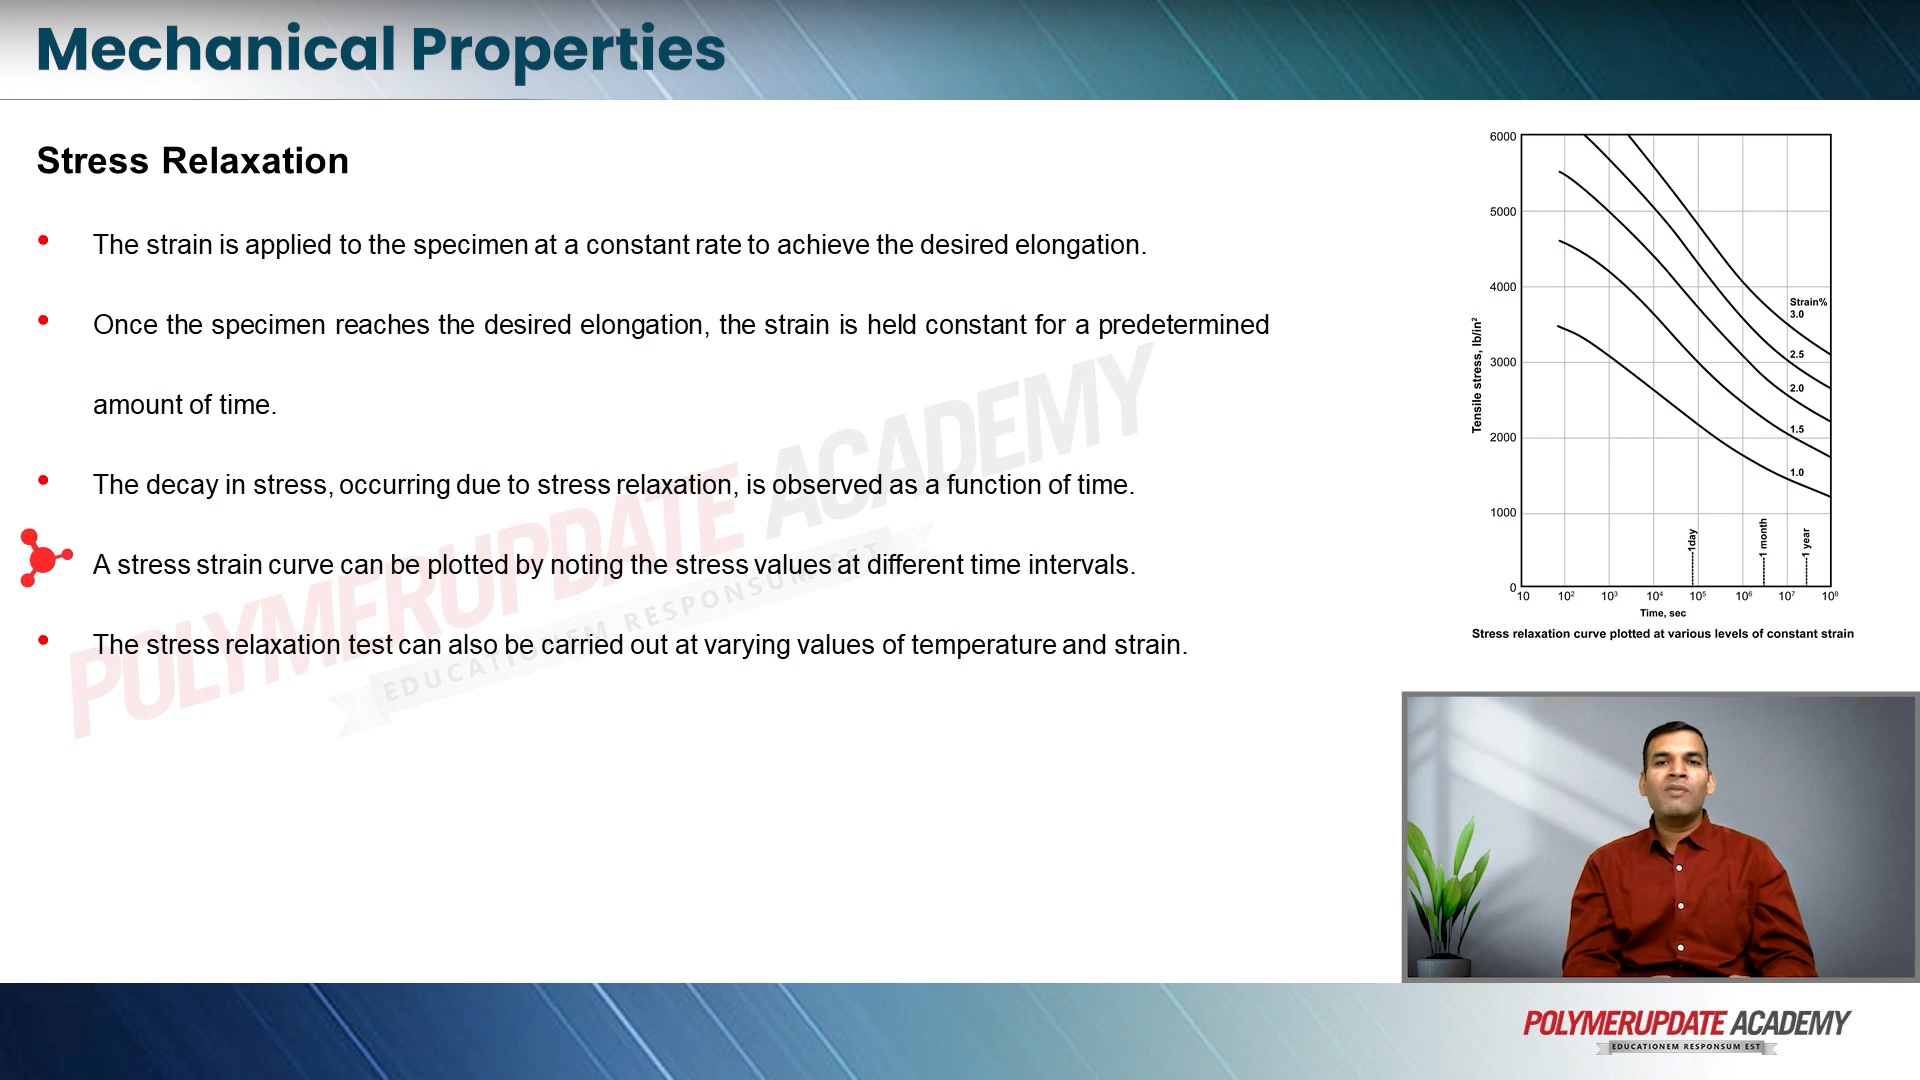 Mechanical Properties
Stress Relaxation
• The strain is applied to the specimen at a constant rate to achieve the desired elongation.
• Once the specimen reaches the desired elongation, the strain is held constant for a predetermined
amount of time.
• The decay in stress, occurring due to stress relaxation, is observed as a function of time.
A stress strain curve can be plotted by noting the stress values at different time intervals.
• The stress relaxation test can also be carried out at varying values of temperature and strain.
POLYMERUPDATE ACADEMY
EDUCATIONEM RESPONSUM EST
Tensile stress, lb/in²
6000
5000
4000
3000
2000
1000
0
Strain%
3.0
2.5
2.0
1.5
1.0
1day
1 month
1 year
10 10² 10³ 10⁴ 10⁵ 10⁶ 10⁷ 10⁸
Time, sec
Stress relaxation curve plotted at various levels of constant strain
POLYMERUPDATE ACADEMY
EDUCATIONEM RESPONSUM EST